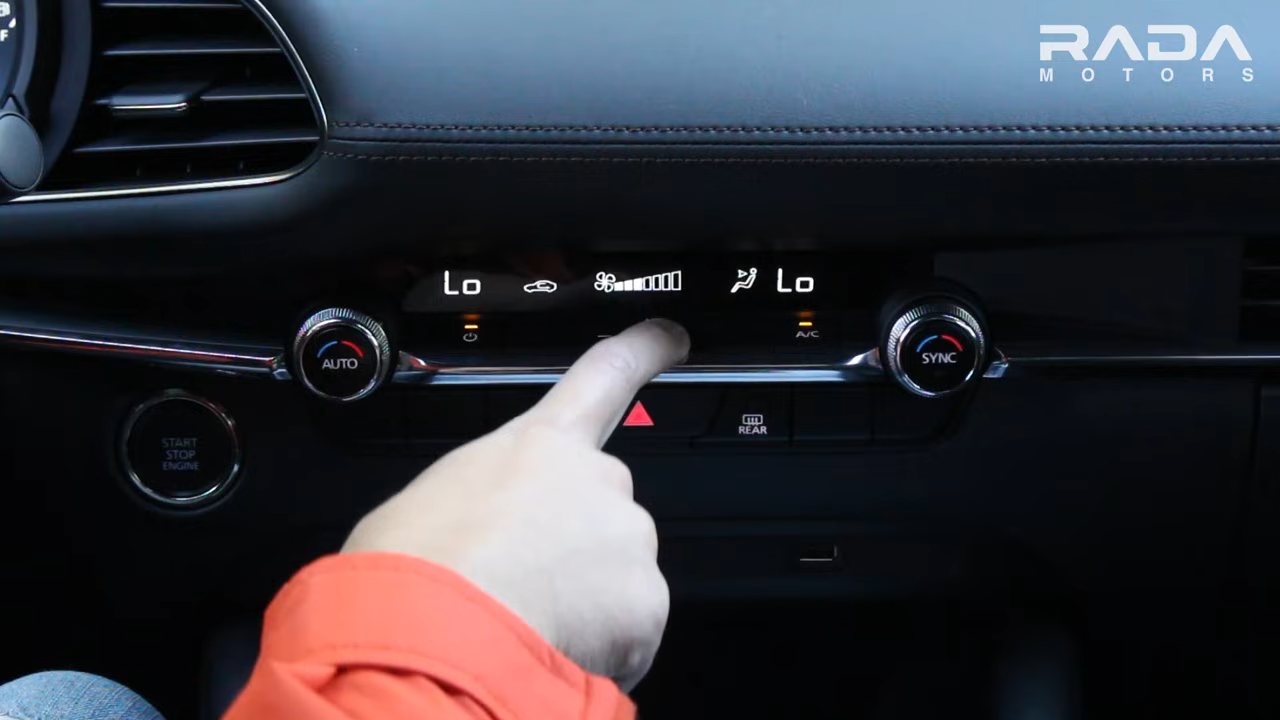 RADA
MOTORS
F
Lo
Lo
A/C
AUTO
SYNC
START
STOP
ENGINE
REAR